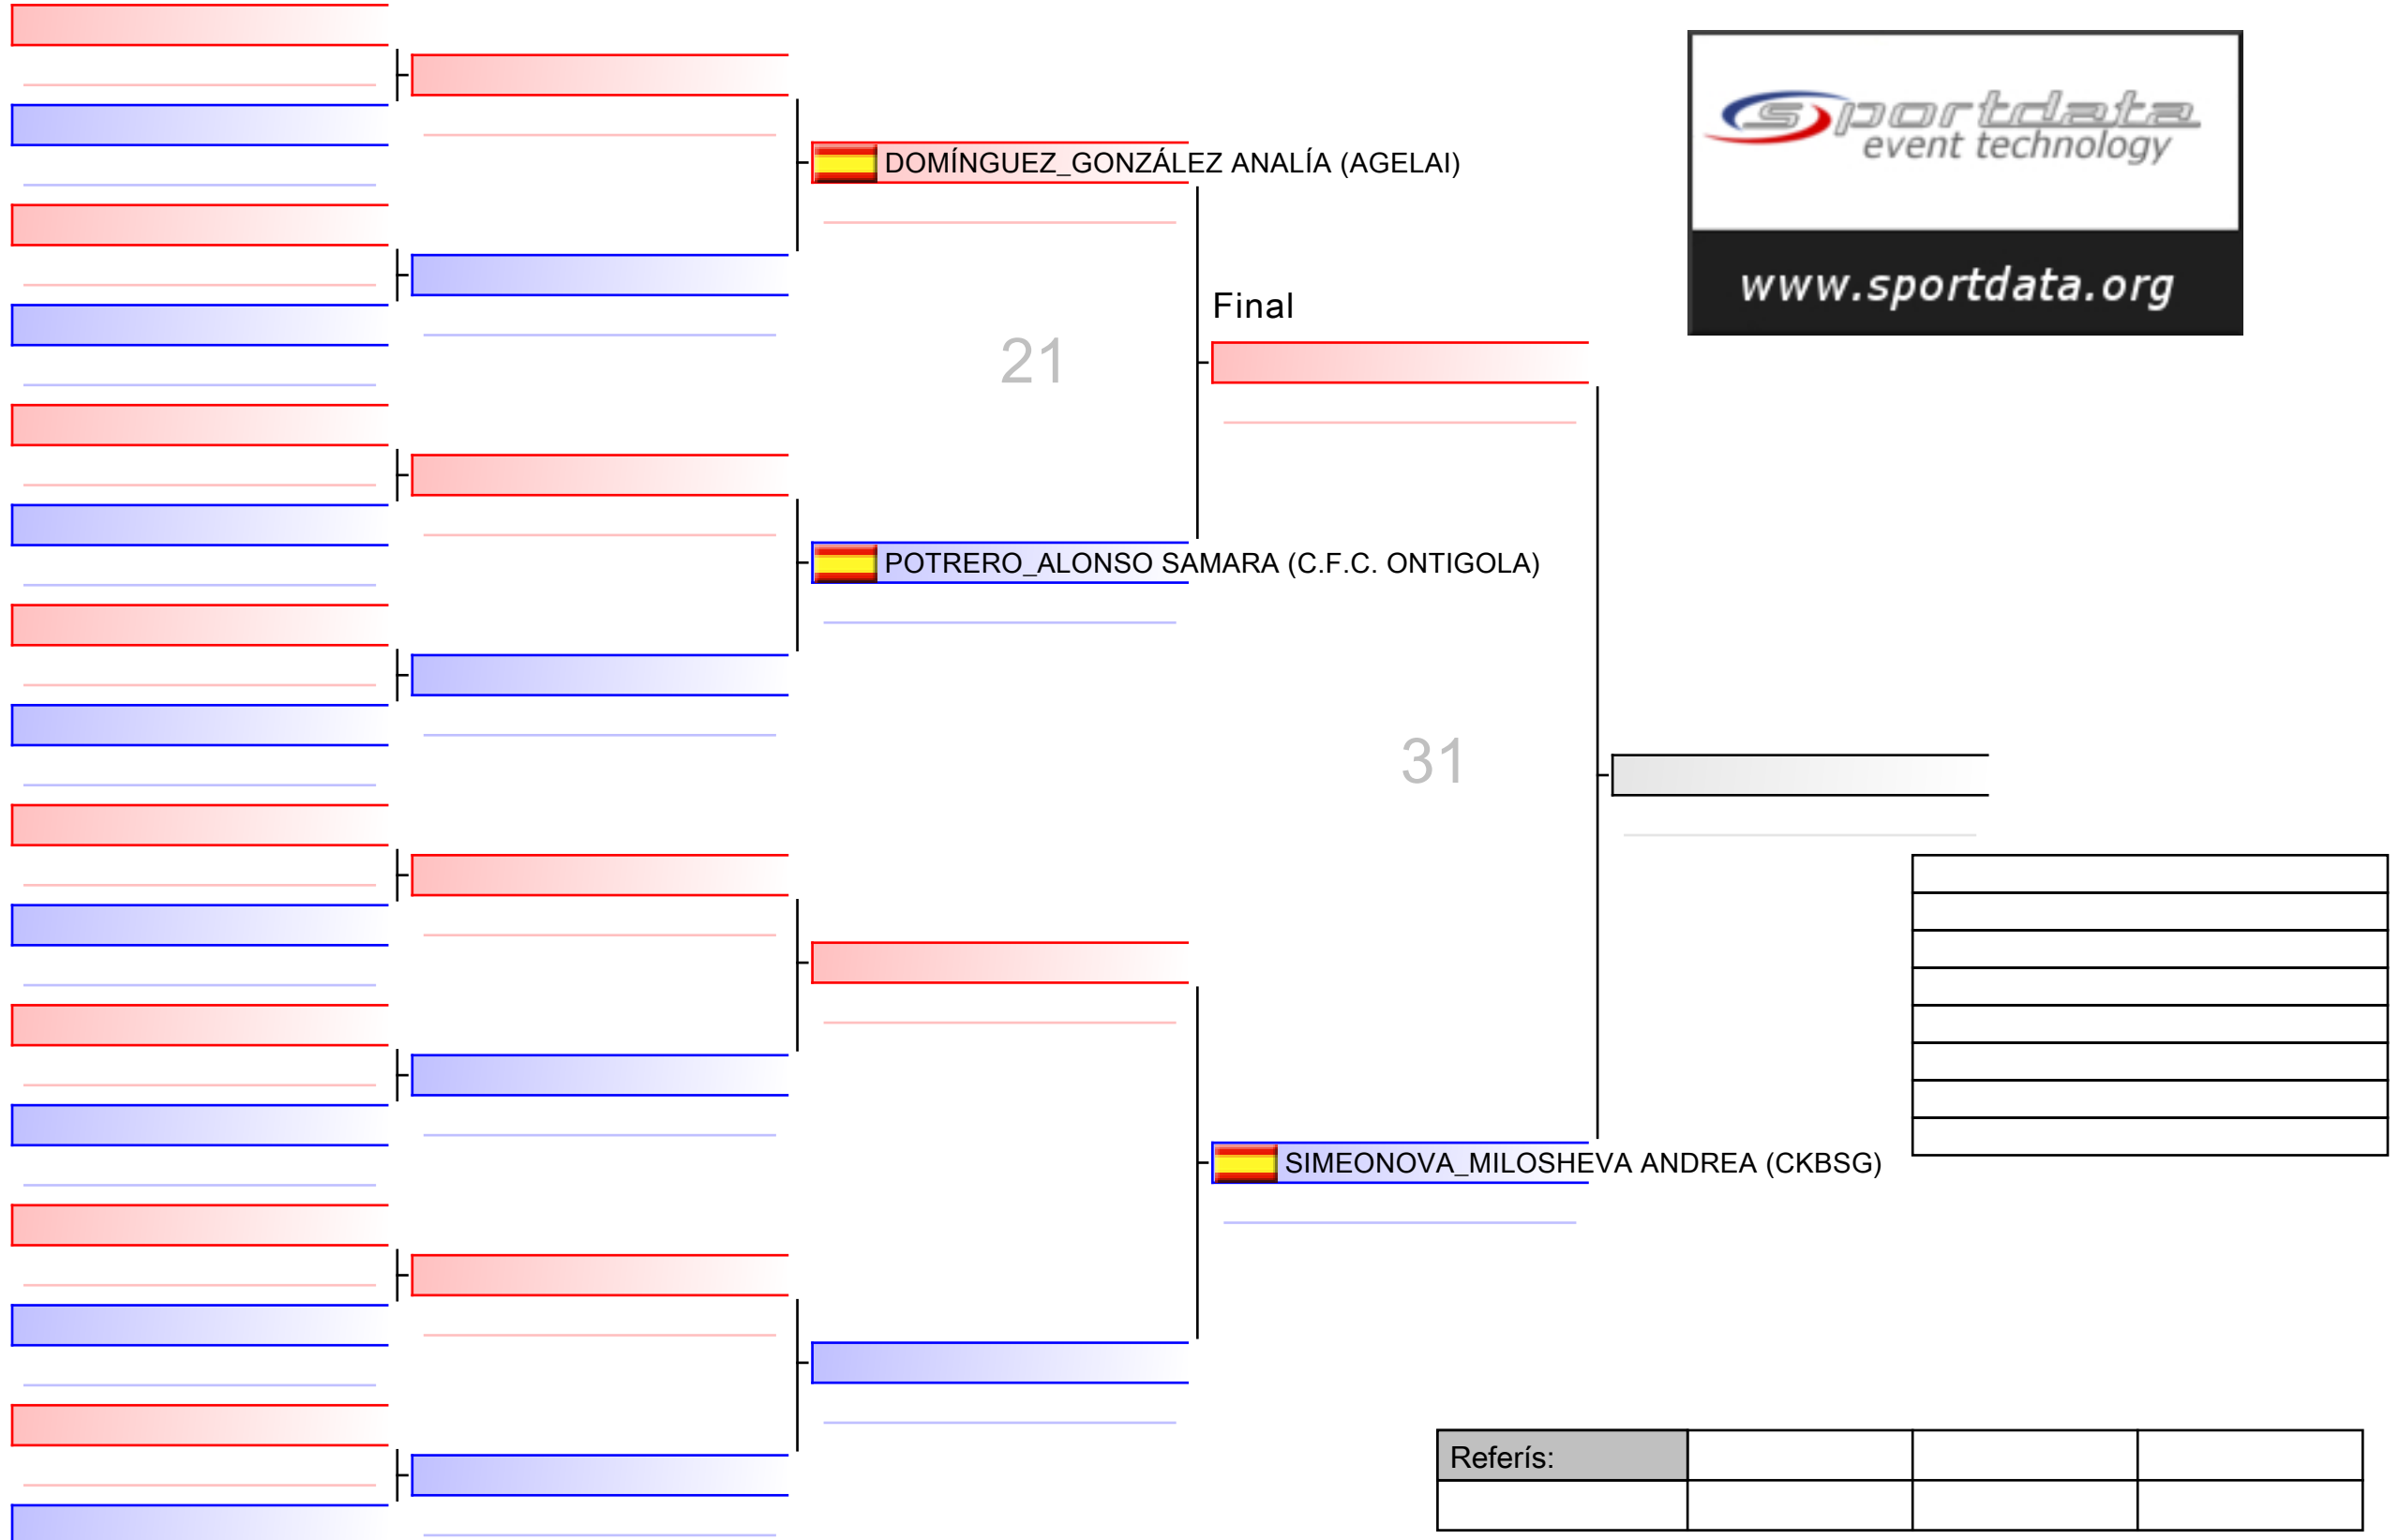 sportdata
event technology
www.sportdata.org
DOMÍNGUEZ_GONZÁLEZ ANALÍA (AGELAI)
Final
21
POTRERO_ALONSO SAMARA (C.F.C. ONTIGOLA)
31
SIMEONOVA_MILOSHEVA ANDREA (CKBSG)
Referís: